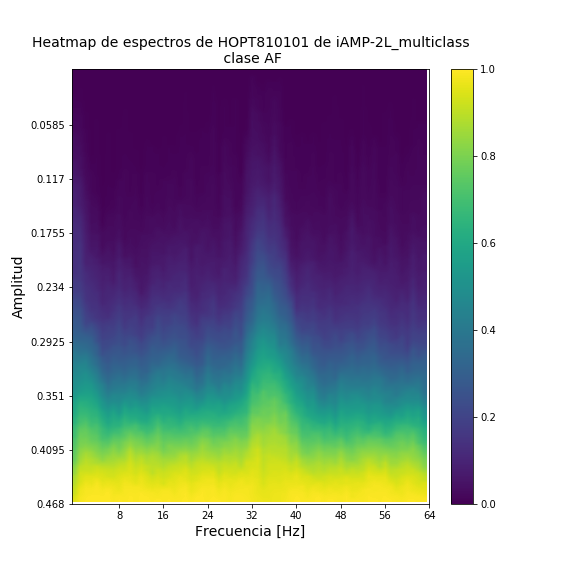 Heatmap de espectros de HOPT810101 de iAMP-2L_multiclass
clase AF
Amplitud
0.0585
0.117
0.1755
0.234
0.2925
0.351
0.4095
0.468
8 16 24 32 40 48 56 64
Frecuencia [Hz]
1.0
0.8
0.6
0.4
0.2
0.0